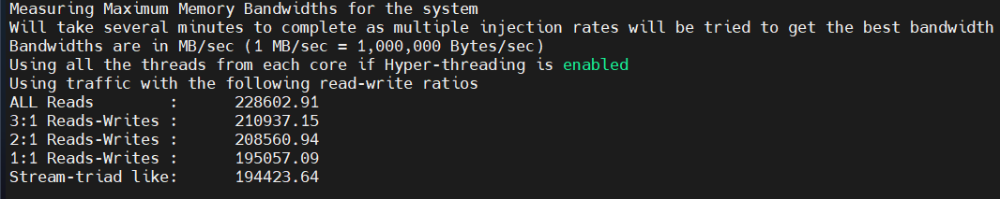 Measuring Maximum Memory Bandwidths for the system
Will take several minutes to complete as multiple injection rates will be tried to get the best bandwidth
Bandwidths are in MB/sec (1 MB/sec = 1,000,000 Bytes/sec)
Using all the threads from each core if Hyper-threading is enabled
Using traffic with the following read-write ratios
ALL Reads        :      228602.91
3:1 Reads-Writes :      210937.15
2:1 Reads-Writes :      208560.94
1:1 Reads-Writes :      195057.09
Stream-triad like:      194423.64